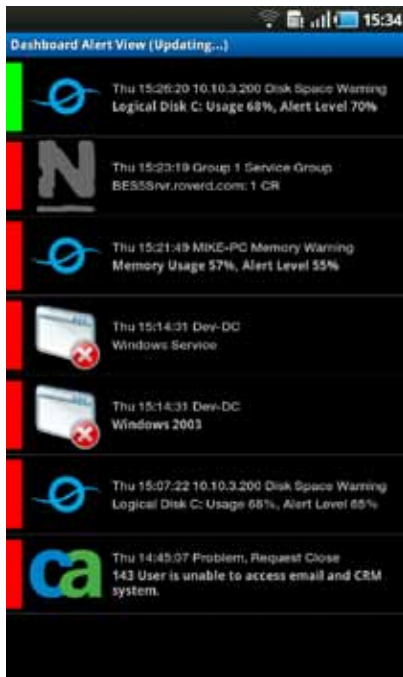 15:34
Dashboard Alert View (Updating...)
Thu 15:26:20 10.10.3.200 Disk Space Warning
Logical Disk C: Usage 68%, Alert Level 70%
N
Thu 15:23:19 Group 1 Service Group
BES5Srvr.roverd.com: 1 CR
Thu 15:21:49 MIKE-PC Memory Warning
Memory Usage 57%, Alert Level 55%
Thu 15:14:31 Dev-DC
Windows Service
Thu 15:14:31 Dev-DC
Windows 2003
Thu 15:07:22 10.10.3.200 Disk Space Warning
Logical Disk C: Usage 68%, Alert Level 65%
ca
Thu 14:45:07 Problem, Request Close
143 User is unable to access email and CRM
system.